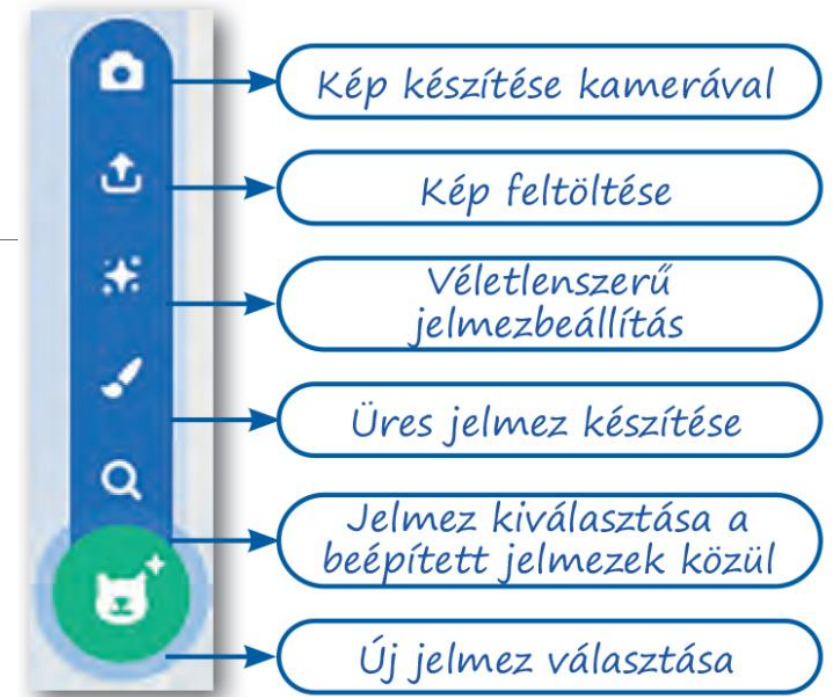 Kép készítése kamerával
Kép feltöltése
Véletlenszerű
jelmezbeállítás
Üres jelmez készítése
Jelmez kiválasztása a
beépített jelmezek közül
Új jelmez választása